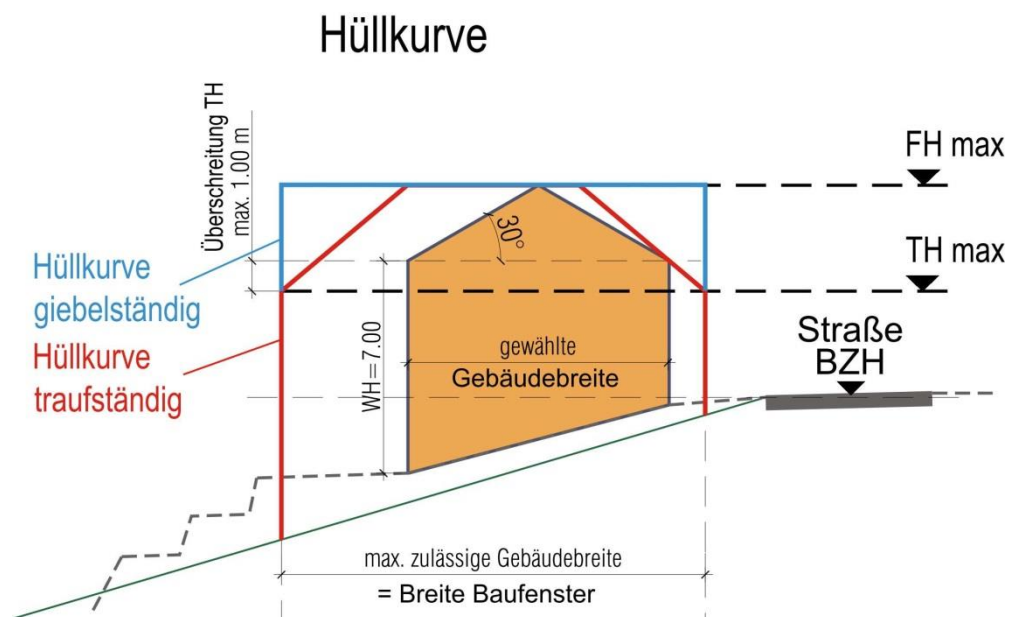 Hüllkurve
Überschreitung TH
max. 1.00 m
FH max
30°
TH max
Hüllkurve
giebelständig
Hüllkurve
traufständig
WH=7.00
gewählte
Gebäudebreite
Straße
BZH
max. zulässige Gebäudebreite
= Breite Baufenster